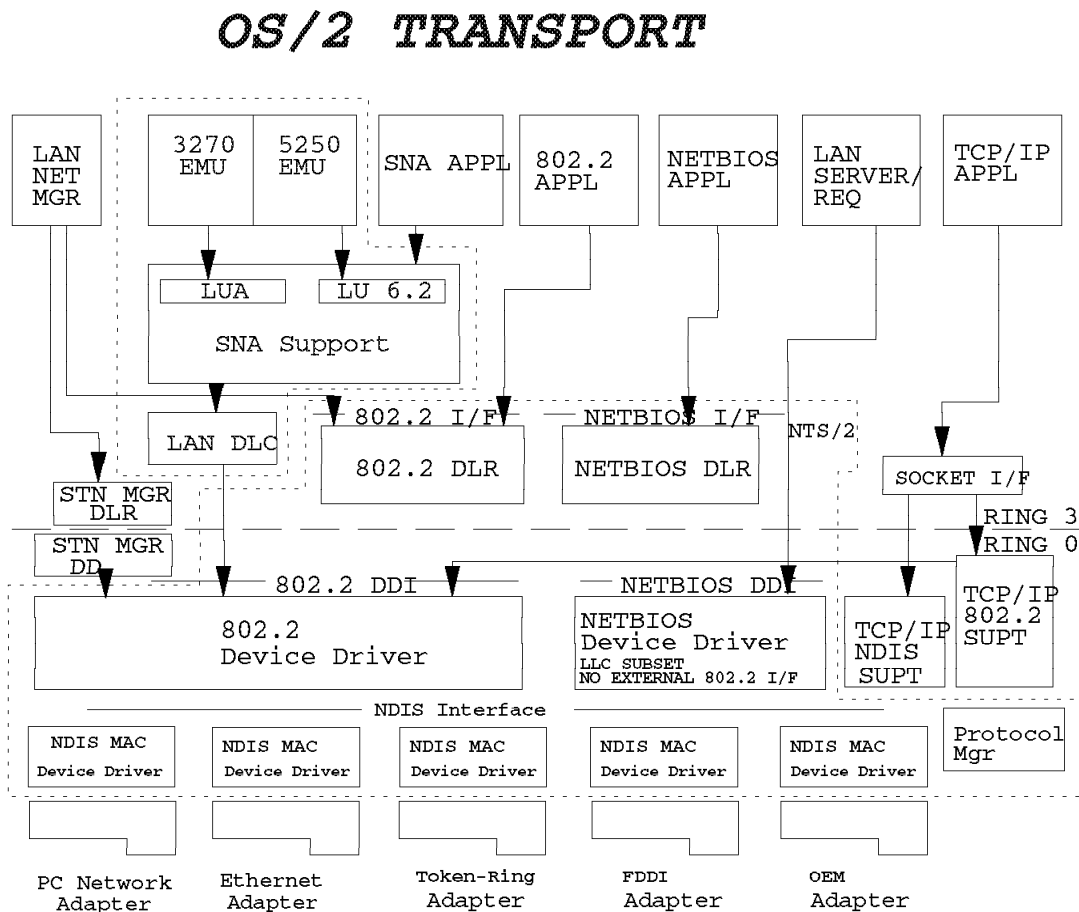 OS/2 TRANSPORT
LAN
NET
MGR
3270
EMU
5250
EMU
SNA APPL
802.2
APPL
NETBIOS
APPL
LAN
SERVER/
REQ
TCP/IP
APPL
LUA
LU 6.2
SNA Support
802.2 I/F
NETBIOS I/F
NTS/2
LAN DLC
802.2 DLR
NETBIOS DLR
SOCKET I/F
STN MGR
DLR
RING 3
RING 0
STN MGR
DD
802.2 DDI
NETBIOS DDI
802.2
Device Driver
NETBIOS
Device Driver
LLC SUBSET
NO EXTERNAL 802.2 I/F
TCP/IP
NDIS
SUPT
TCP/IP
802.2
SUPT
NDIS Interface
NDIS MAC
Device Driver
NDIS MAC
Device Driver
NDIS MAC
Device Driver
NDIS MAC
Device Driver
NDIS MAC
Device Driver
Protocol
Mgr
PC Network
Adapter
Ethernet
Adapter
Token-Ring
Adapter
FDDI
Adapter
OEM
Adapter